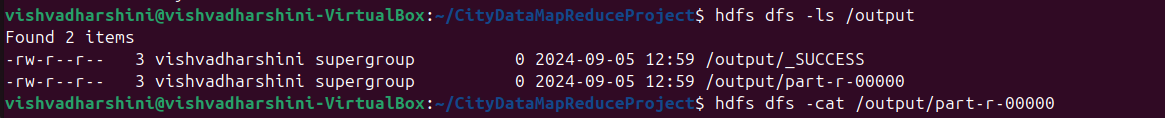 vishvadharshini@vishvadharshini-VirtualBox:~/CityDataMapReduceProject$ hdfs dfs -ls /output
Found 2 items
-rw-r--r--   3 vishvadharshini supergroup          0 2024-09-05 12:59 /output/_SUCCESS
-rw-r--r--   3 vishvadharshini supergroup          0 2024-09-05 12:59 /output/part-r-00000
vishvadharshini@vishvadharshini-VirtualBox:~/CityDataMapReduceProject$ hdfs dfs -cat /output/part-r-00000